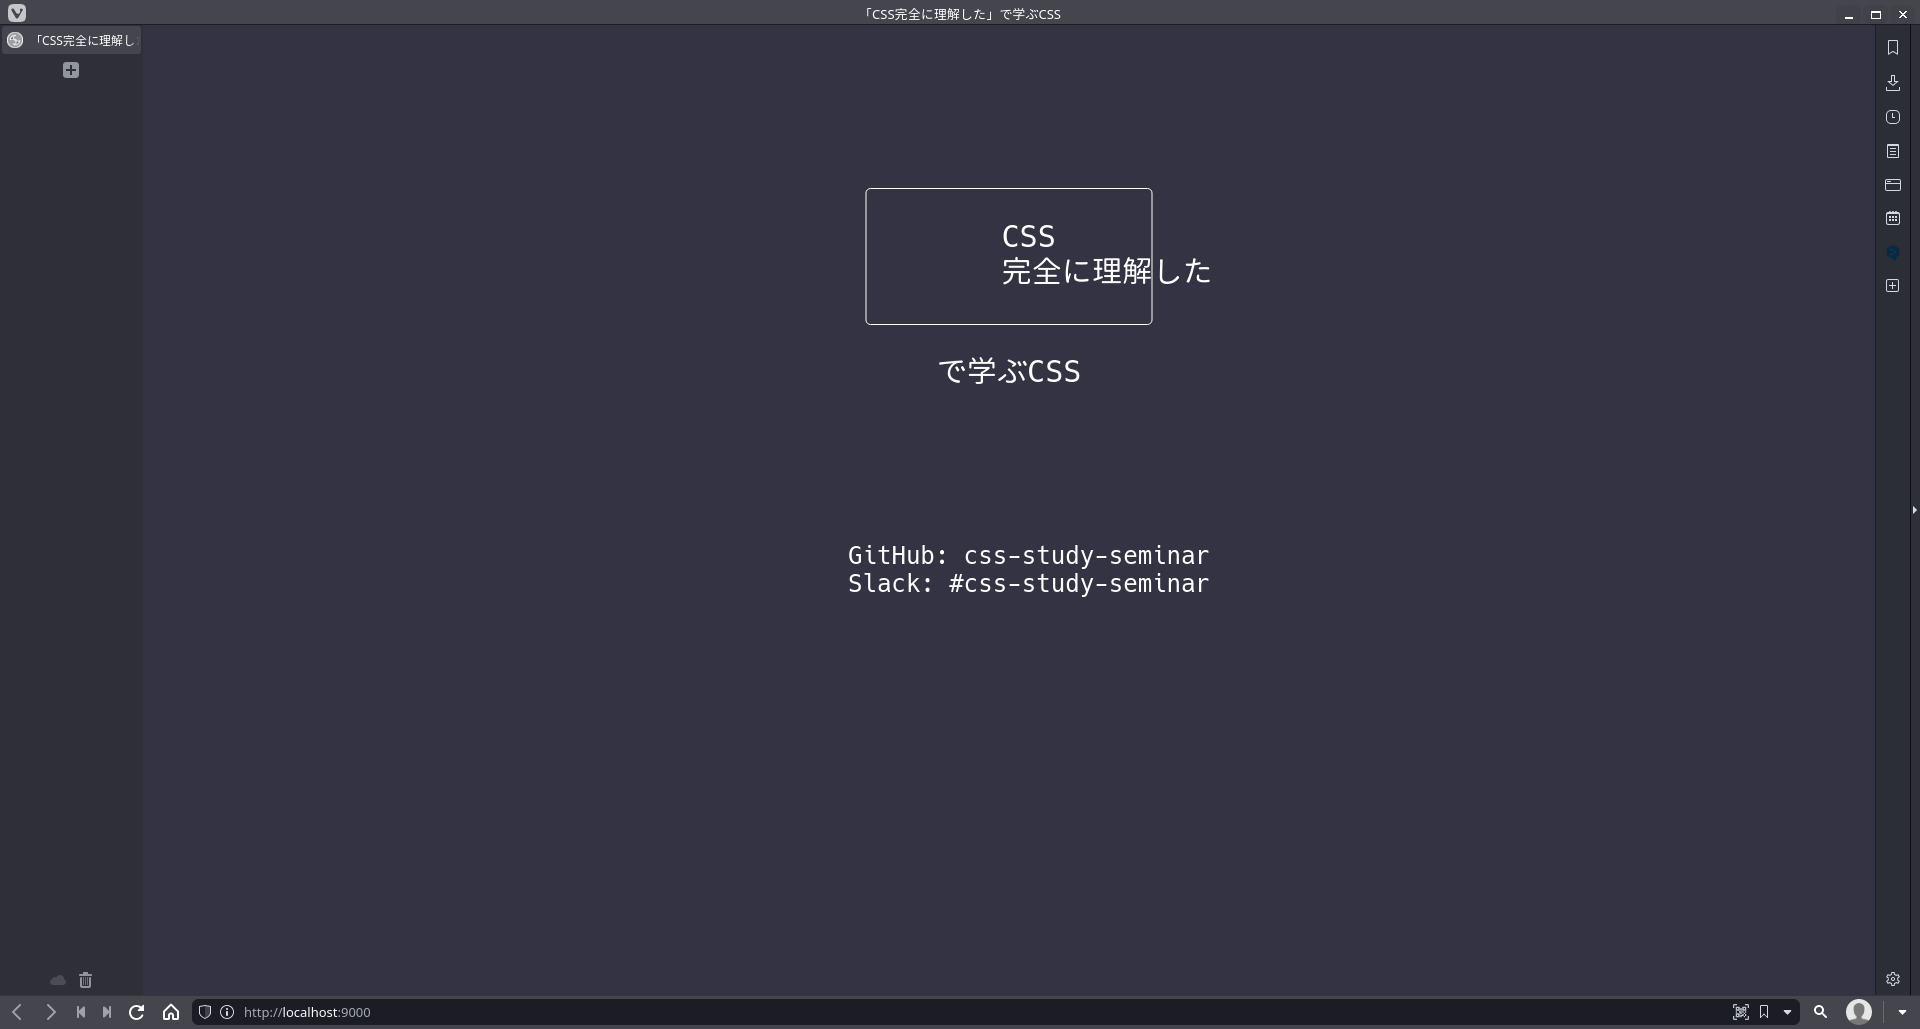 「CSS完全に理解した」で学ぶCSS
「CSS完全に理解し
CSS
完全に理解した
で学ぶCSS
GitHub: css-study-seminar
Slack: #css-study-seminar
http://localhost:9000